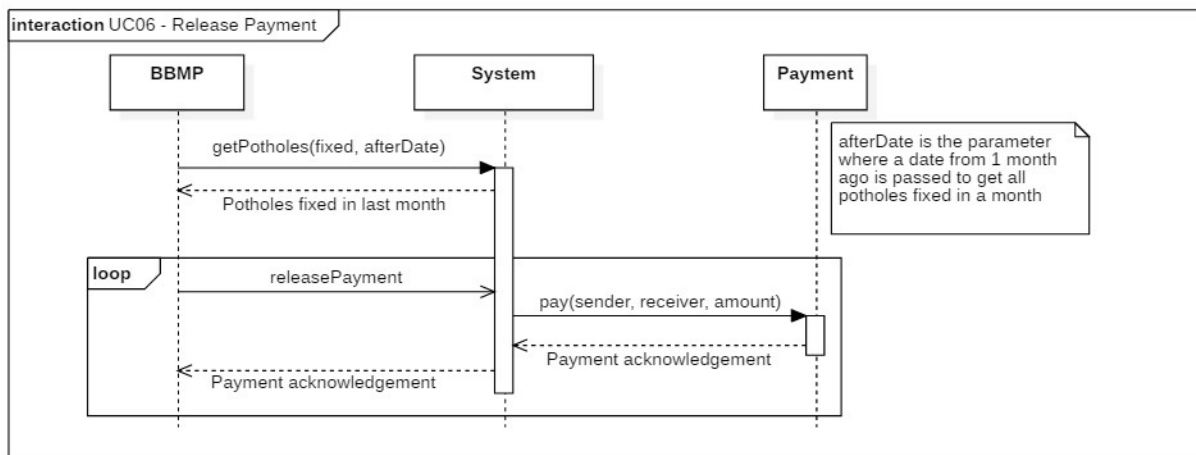 interaction UC06 - Release Payment
BBMP
System
Payment
afterDate is the parameter
where a date from 1 month
ago is passed to get all
potholes fixed in a month
getPotholes(fixed, afterDate)
Potholes fixed in last month
loop
releasePayment
pay(sender, receiver, amount)
Payment acknowledgement
Payment acknowledgement